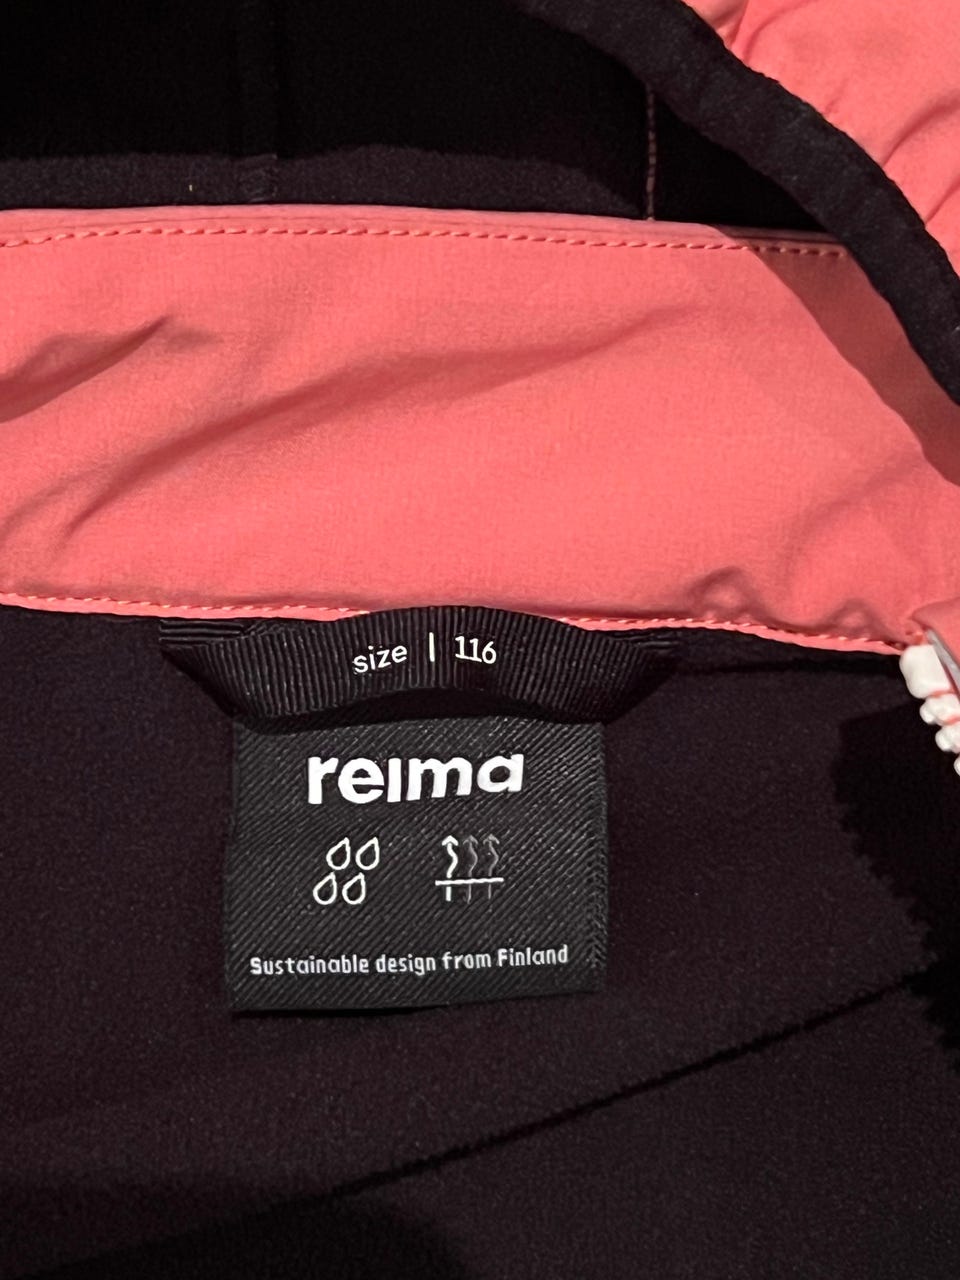 size | 116
reima
Sustainable design from Finland